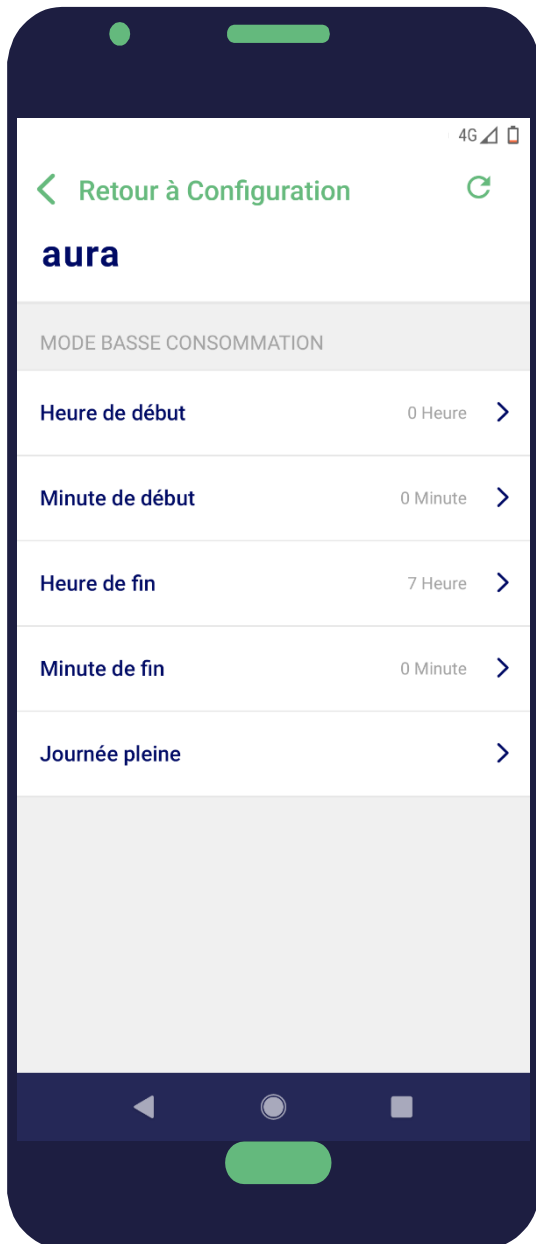 4G
Retour à Configuration
aura
MODE BASSE CONSOMMATION
Heure de début 0 Heure
Minute de début 0 Minute
Heure de fin 7 Heure
Minute de fin 0 Minute
Journée pleine